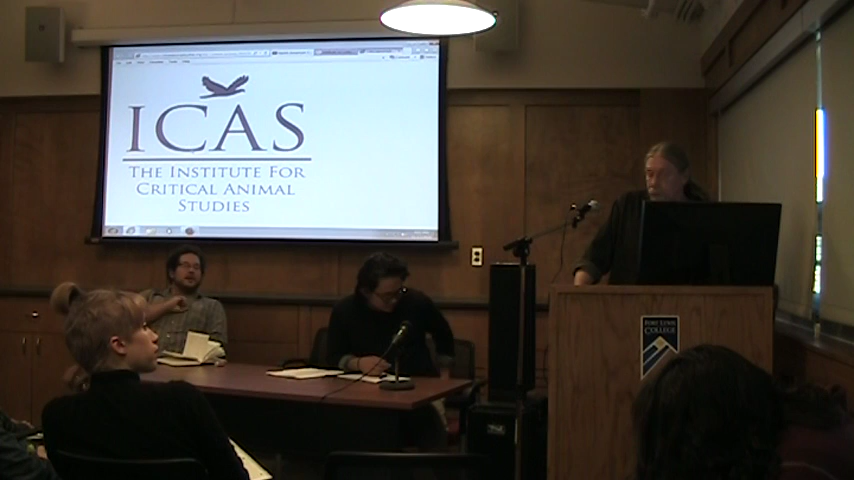 ICAS
THE INSTITUTE FOR
CRITICAL ANIMAL
STUDIES
FORT LEWIS
COLLEGE